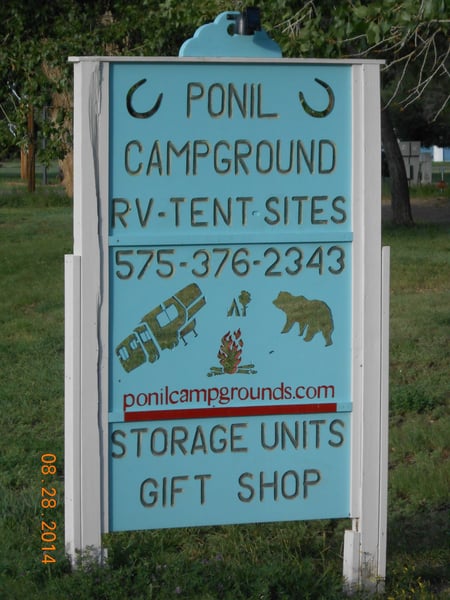 PONIL
CAMPGROUND
RV-TENT-SITES
575-376-2343
ponilcampgrounds.com
STORAGE UNITS
GIFT SHOP
08.28.2014